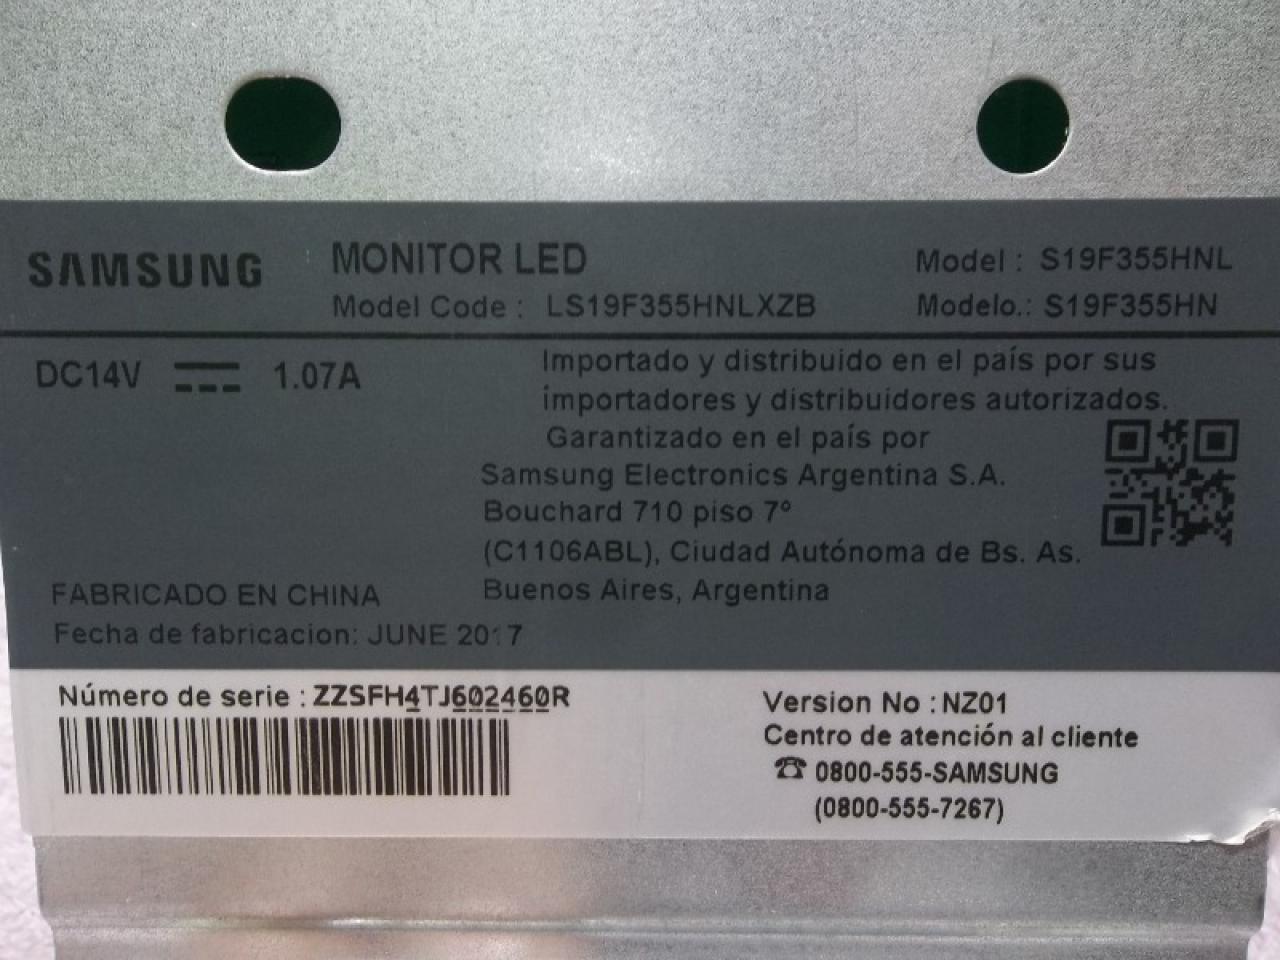 SAMSUNG
MONITOR LED
Model Code : LS19F355HNLXZB
Model : S19F355HNL
Modelo.: S19F355HN
DC14V 1.07A
Importado y distribuido en el país por sus
importadores y distribuidores autorizados.
Garantizado en el país por
Samsung Electronics Argentina S.A.
Bouchard 710 piso 7º
(C1106ABL), Ciudad Autónoma de Bs. As.
Buenos Aires, Argentina
FABRICADO EN CHINA
Fecha de fabricacion: JUNE 2017
Número de serie : ZZSFH4TJ602460R
Version No : NZ01
Centro de atención al cliente
☎ 0800-555-SAMSUNG
(0800-555-7267)